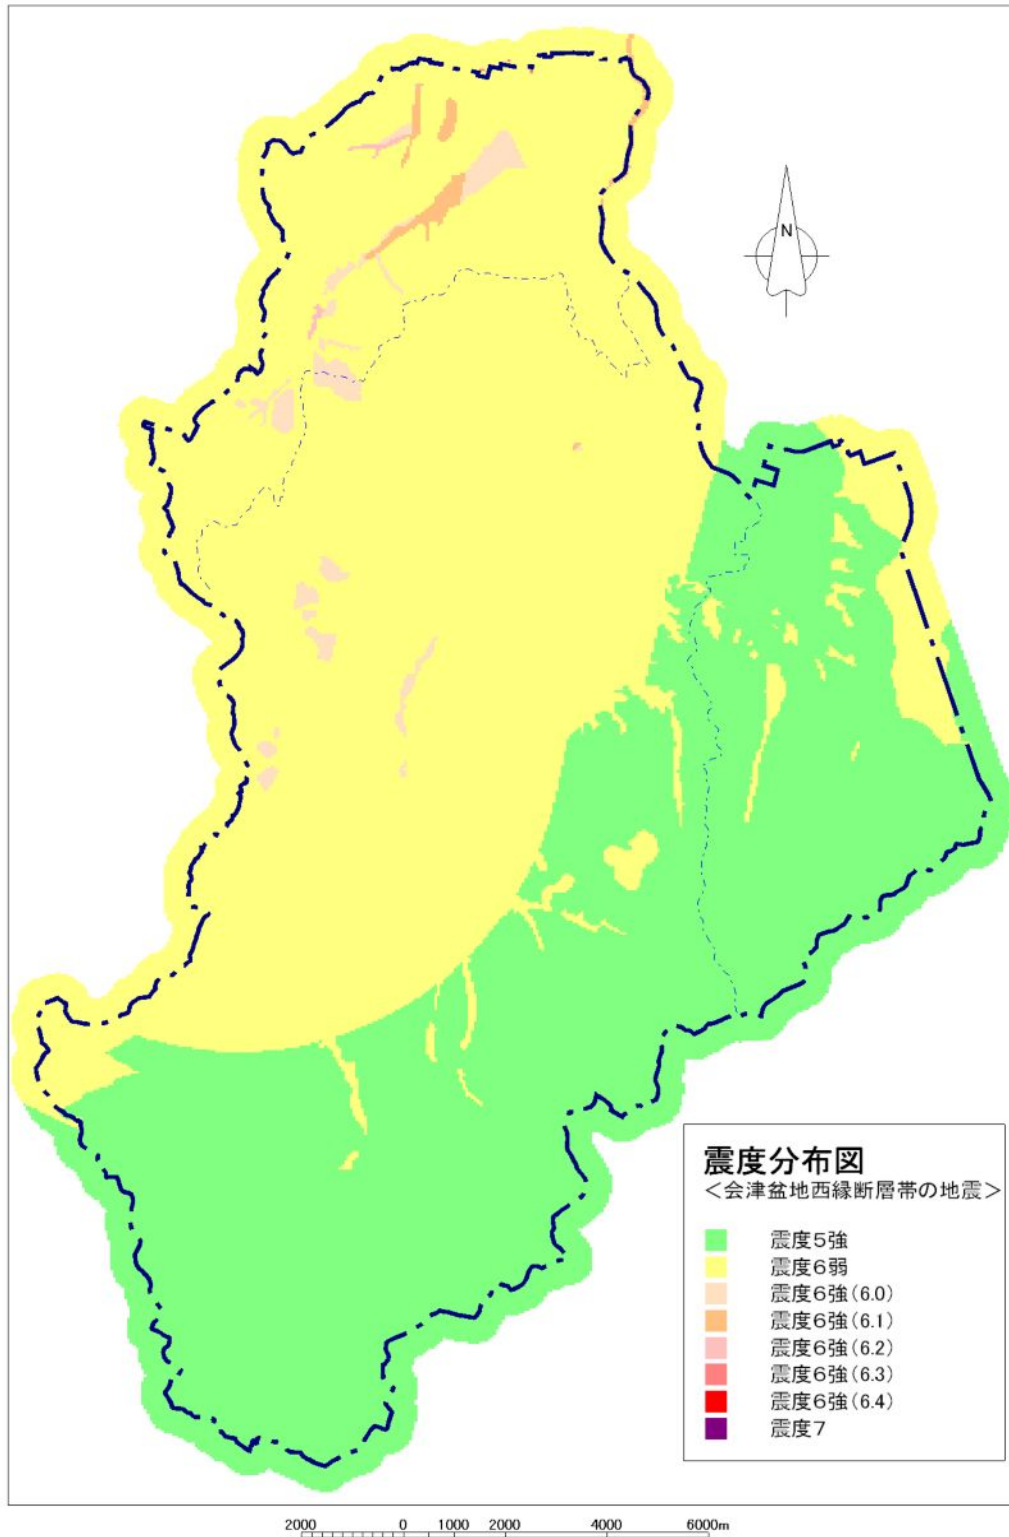 N
震度分布図
＜会津盆地西縁断層帯の地震＞
震度5強
震度6弱
震度6強(6.0)
震度6強(6.1)
震度6強(6.2)
震度6強(6.3)
震度6強(6.4)
震度7
2000 0 1000 2000 4000 6000m